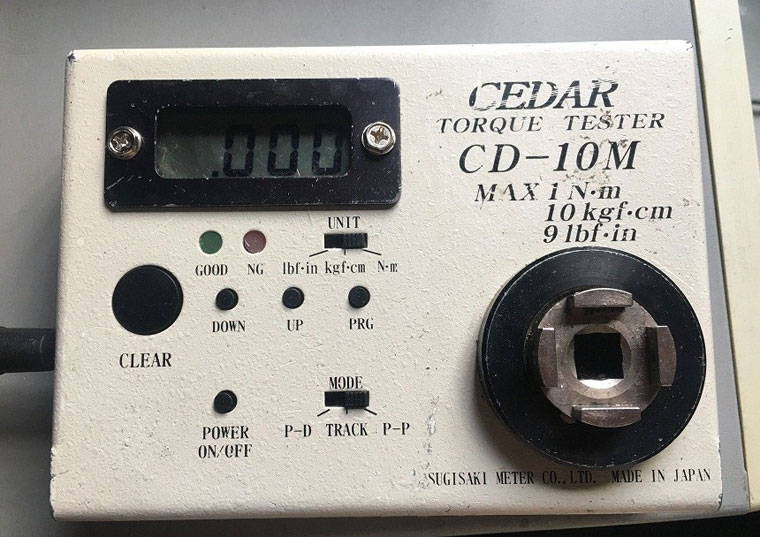 .000
CEDAR
TORQUE TESTER
CD-10M
MAX 1 N·m
10 kgf·cm
9 lbf·in
UNIT
GOOD NG
lbf·in kgf·cm N·m
DOWN UP PRG
CLEAR
MODE
POWER
ON/OFF
P-D TRACK P-P
SUGISAKI METER CO.,LTD. MADE IN JAPAN